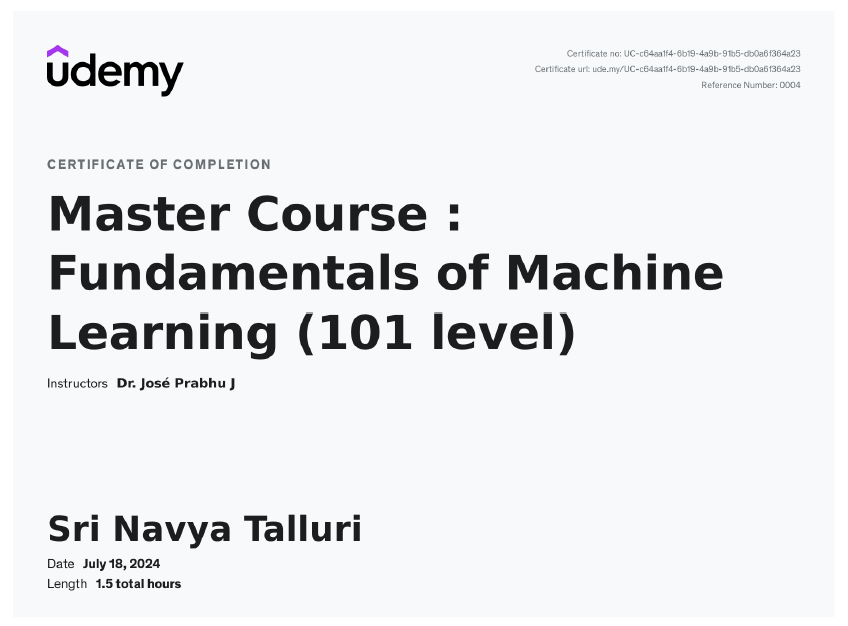 udemy
Certificate no: UC-c64aa1f4-6b19-4a9b-91b5-db0a6f364a23
Certificate url: ude.my/UC-c64aa1f4-6b19-4a9b-91b5-db0a6f364a23
Reference Number: 0004
CERTIFICATE OF COMPLETION
Master Course :
Fundamentals of Machine
Learning (101 level)
Instructors Dr. José Prabhu J
Sri Navya Talluri
Date July 18, 2024
Length 1.5 total hours